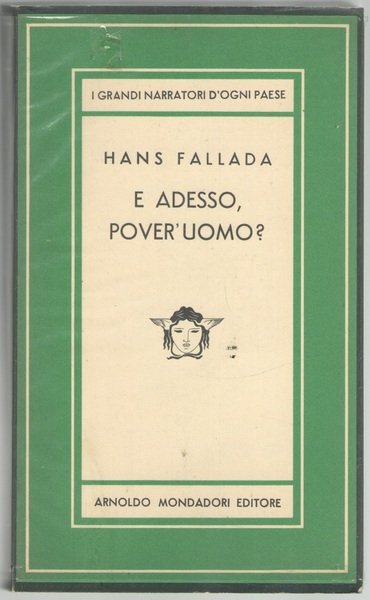 I GRANDI NARRATORI D'OGNI PAESE
HANS FALLADA
E ADESSO,
POVER'UOMO?
ARNOLDO MONDADORI EDITORE